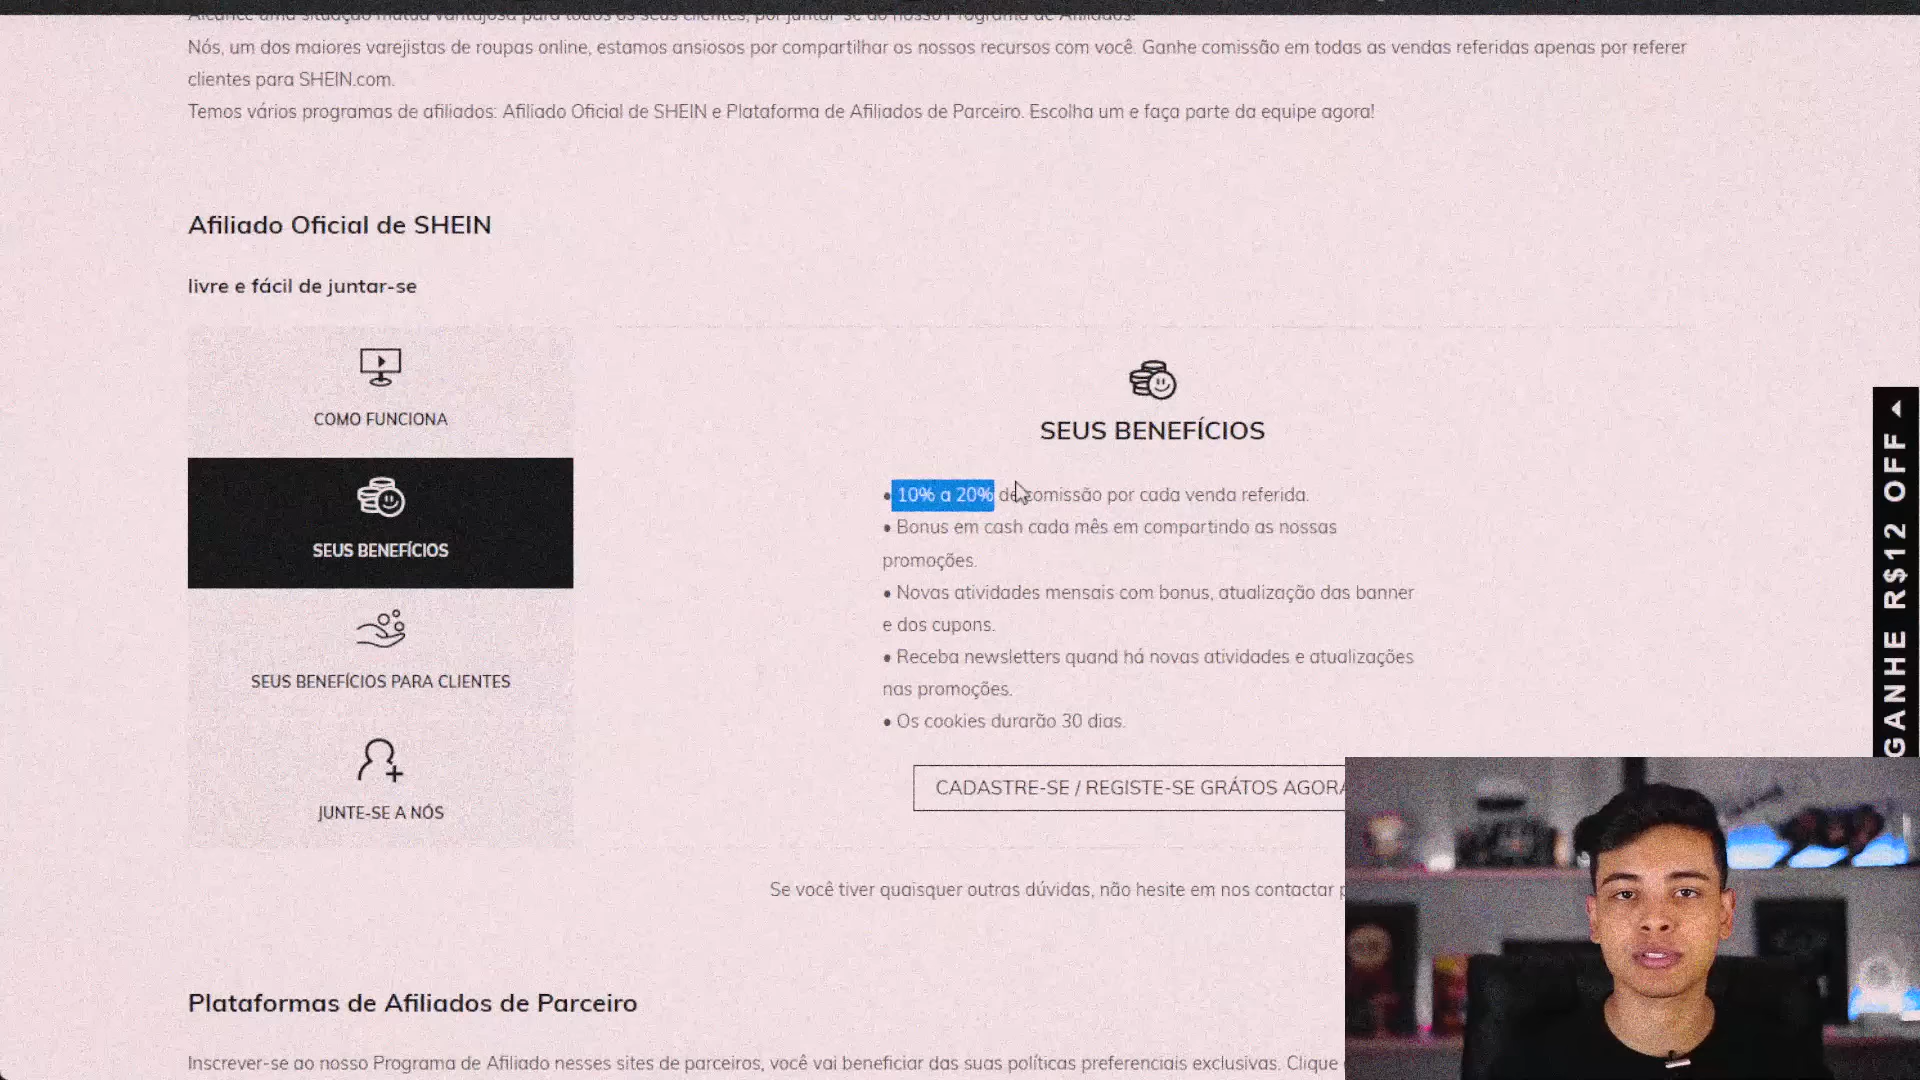 Alcance uma situação mútua vantajosa para todos os seus clientes, por juntar-se ao nosso Programa de Afiliados.
Nós, um dos maiores varejistas de roupas online, estamos ansiosos por compartilhar os nossos recursos com você. Ganhe comissão em todas as vendas referidas apenas por referer
clientes para SHEIN.com.
Temos vários programas de afiliados: Afiliado Oficial de SHEIN e Plataforma de Afiliados de Parceiro. Escolha um e faça parte da equipe agora!
Afiliado Oficial de SHEIN
livre e fácil de juntar-se
COMO FUNCIONA
SEUS BENEFÍCIOS
SEUS BENEFÍCIOS PARA CLIENTES
JUNTE-SE A NÓS
SEUS BENEFÍCIOS
• 10% a 20% de comissão por cada venda referida.
• Bonus em cash cada mês em compartindo as nossas
promoções.
• Novas atividades mensais com bonus, atualização das banner
e dos cupons.
• Receba newsletters quand há novas atividades e atualizações
nas promoções.
• Os cookies durarão 30 dias.
CADASTRE-SE / REGISTE-SE GRÁTOS AGORA
Se você tiver quaisquer outras dúvidas, não hesite em nos contactar
GANHE R$12 OFF
Plataformas de Afiliados de Parceiro
Inscrever-se ao nosso Programa de Afiliado nesses sites de parceiros, você vai beneficiar das suas políticas preferenciais exclusivas. Clique